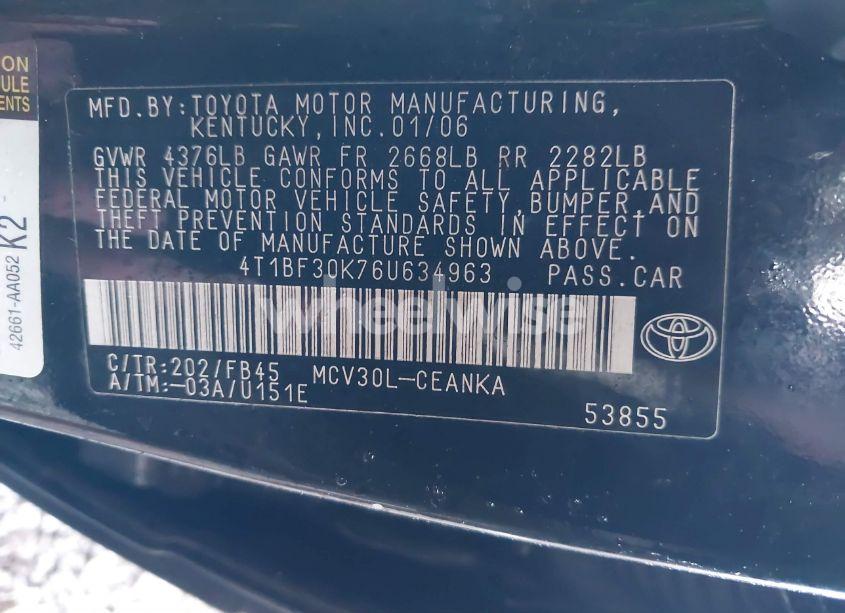 ON
ULE
ENTS
K2
42661-AA052
MFD.BY:TOYOTA MOTOR MANUFACTURING,
KENTUCKY,INC.01/06
GVWR 4376LB GAWR FR 2668LB RR 2282LB
THIS VEHICLE CONFORMS TO ALL APPLICABLE
FEDERAL MOTOR VEHICLE SAFETY,BUMPER,AND
THEFT PREVENTION STANDARDS IN EFFECT ON
THE DATE OF MANUFACTURE SHOWN ABOVE.
4T1BF30K76U634963 PASS.CAR
wheelwise
C/TR:202/FB45 MCV30L-CEANKA
A/TM:-03A/U151E
53855